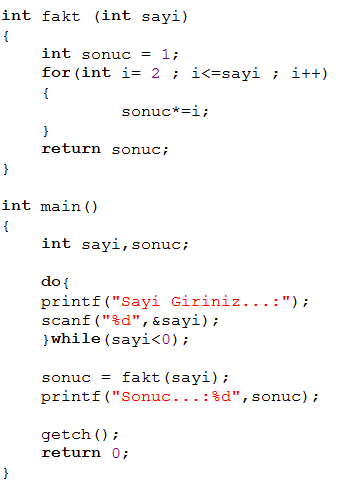 int fakt (int sayi)
{
int sonuc = 1;
for(int i= 2 ; i<=sayi ; i++)
{
sonuc*=i;
}
return sonuc;
}
int main()
{
int sayi,sonuc;
do{
printf("Sayi Giriniz...:");
scanf("%d",&sayi);
}while(sayi<0);
sonuc = fakt(sayi);
printf("Sonuc...:%d",sonuc);
getch();
return 0;
}